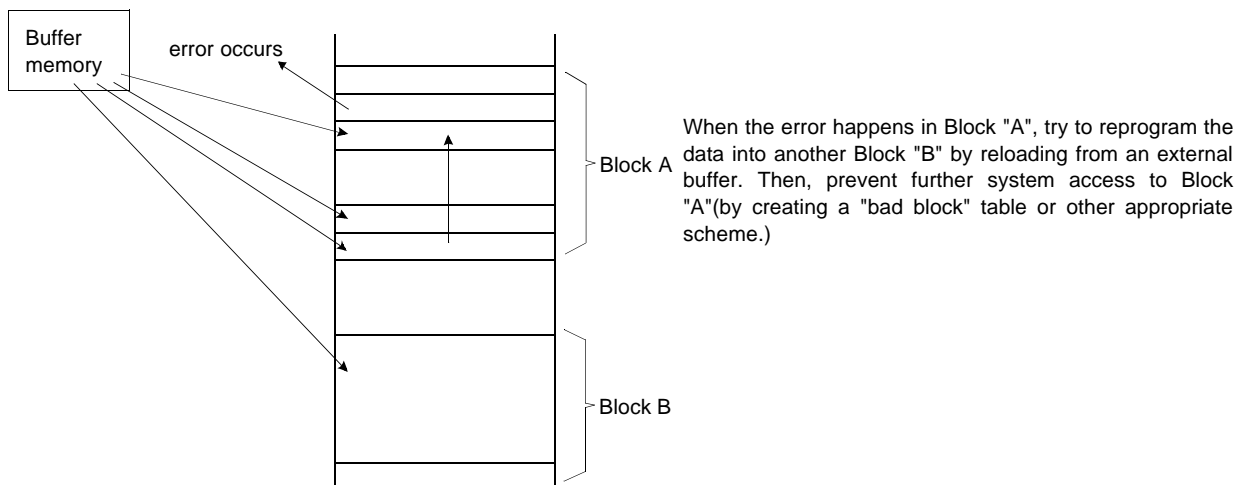 Buffer
memory
error occurs
Block A
When the error happens in Block "A", try to reprogram the
data into another Block "B" by reloading from an external
buffer. Then, prevent further system access to Block
"A"(by creating a "bad block" table or other appropriate
scheme.)
Block B